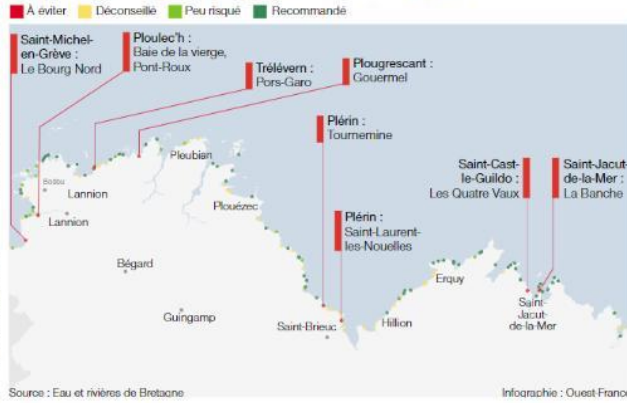 À éviter Déconseillé Peu risqué Recommandé
Saint-Michel-
en-Grève :
Le Bourg Nord
Ploulec'h :
Baie de la vierge,
Pont-Roux
Trélévern :
Pors-Garo
Plougrescant :
Gouermel
Plérin :
Tournemine
Saint-Cast-
le-Guildo :
Les Quatre Vaux
Saint-Jacut-
de-la-Mer :
La Banche
Plérin :
Saint-Laurent-
les-Nouelles
Pleubian
Lannion
Plouézec
Lannion
Bégard
Erquy
Guingamp
Saint-Brieuc
Hillion
Saint-
Jacut-
de-la-Mer
Source : Eau et rivières de Bretagne
Infographie : Ouest-France